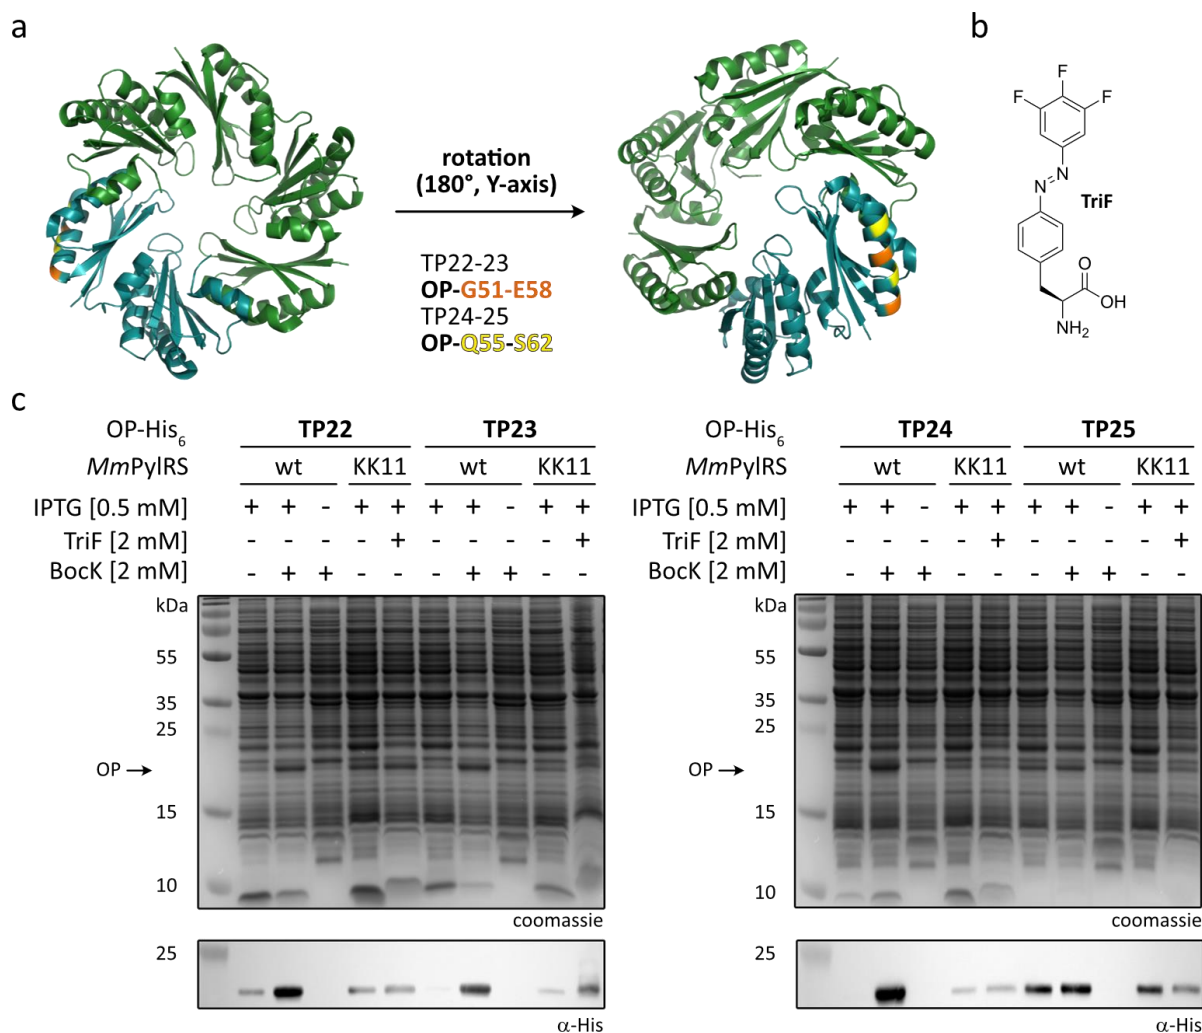 a
b
rotation
(180°, Y-axis)
TP22-23
OP-G51-E58
TP24-25
OP-Q55-S62
F
F
F
N
N
TriF
O
OH
NH2
c
OP-His6 TP22 TP23
MmPylRS wt KK11 wt KK11
IPTG [0.5 mM] + + - + + + + - + +
TriF [2 mM] - - - - + - - - - +
BocK [2 mM] - + + - - - + + - -
kDa
55
35
25
OP
15
10
coomassie
25
α-His
OP-His6 TP24 TP25
MmPylRS wt KK11 wt KK11
IPTG [0.5 mM] + + - + + + + - + +
TriF [2 mM] - - - - + - - - - +
BocK [2 mM] - + + - - - + + - -
kDa
55
35
25
OP
15
10
coomassie
25
α-His